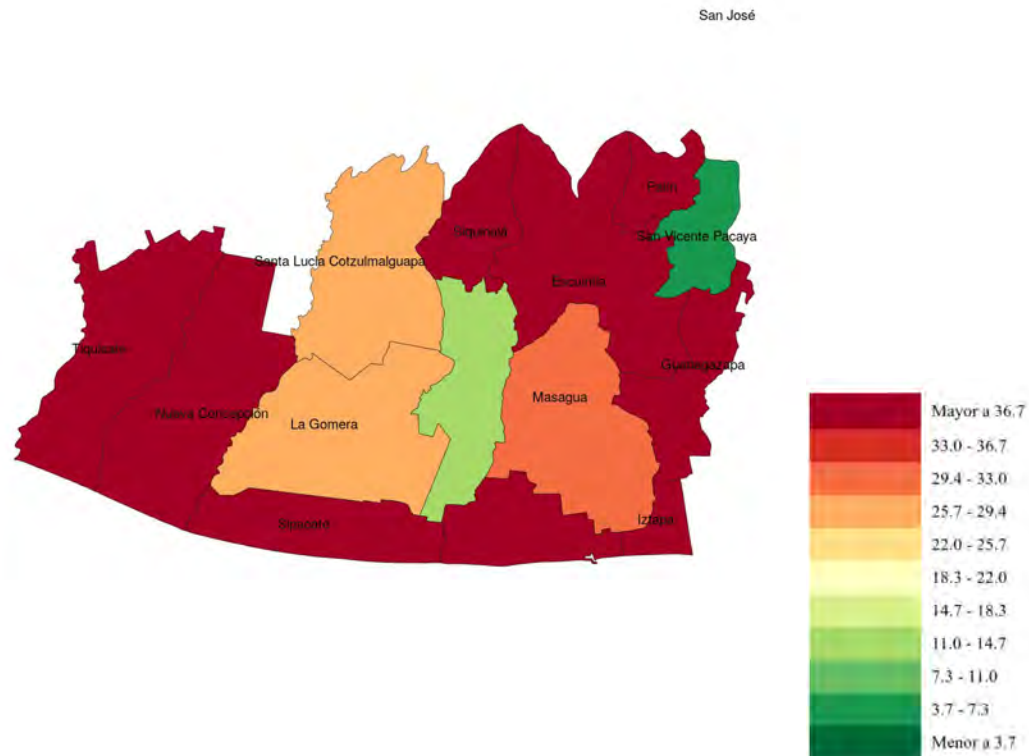 San José
Palín
Siquinalá
San Vicente Pacaya
Santa Lucía Cotzulmalguapa
Escuintla
Tiquisate
Guanagazapa
Masagua
Nueva Concepción
La Gomera
Sipacate
Iztapa
Mayor a 36.7
33.0 - 36.7
29.4 - 33.0
25.7 - 29.4
22.0 - 25.7
18.3 - 22.0
14.7 - 18.3
11.0 - 14.7
7.3 - 11.0
3.7 - 7.3
Menor a 3.7